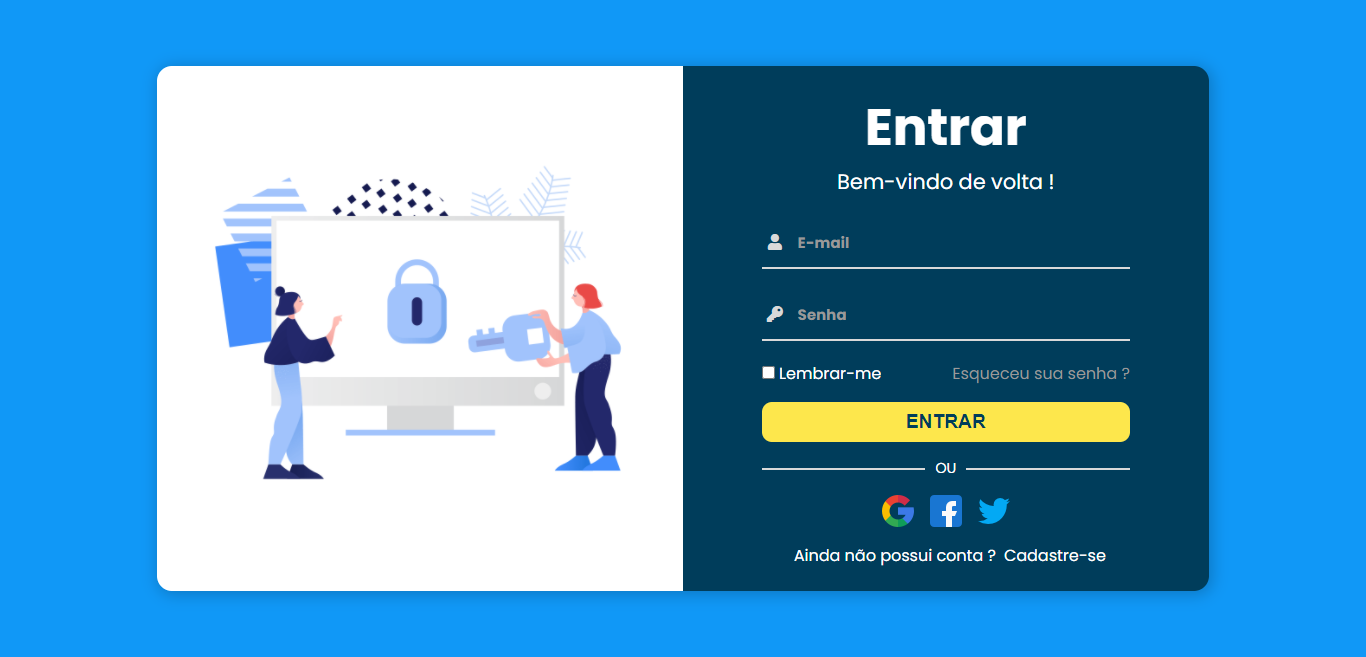 Entrar
Bem-vindo de volta !
E-mail
Senha
Lembrar-me Esqueceu sua senha ?
ENTRAR
OU
Ainda não possui conta ? Cadastre-se